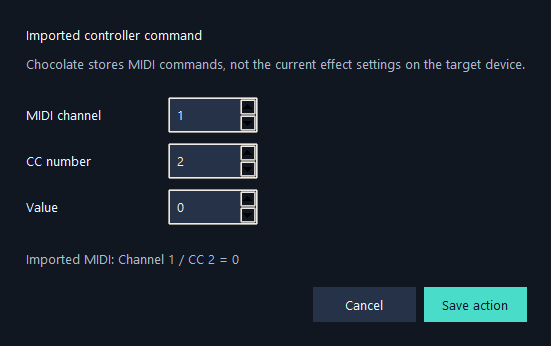 Imported controller command
Chocolate stores MIDI commands, not the current effect settings on the target device.
MIDI channel 1
CC number 2
Value 0
Imported MIDI: Channel 1 / CC 2 = 0
Cancel Save action